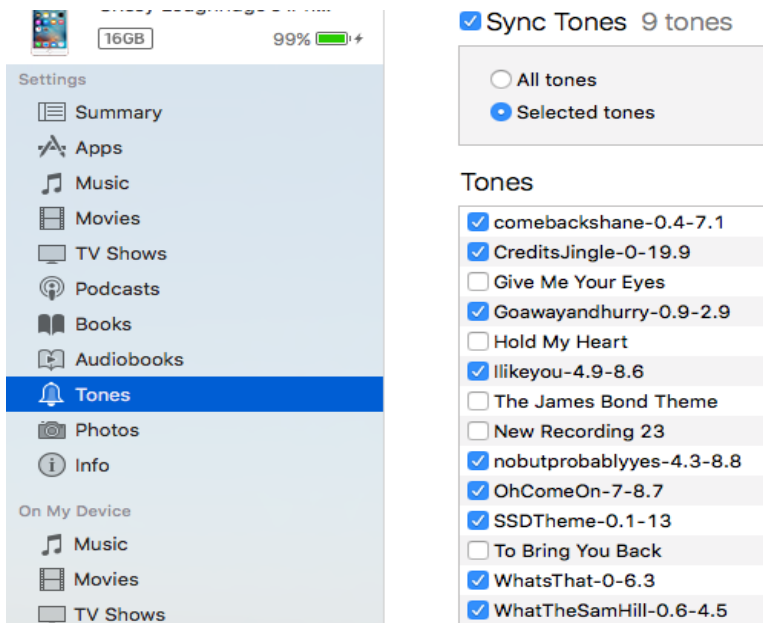 16GB
99%
Settings
Summary
Apps
Music
Movies
TV Shows
Podcasts
Books
Audiobooks
Tones
Photos
Info
On My Device
Music
Movies
TV Shows
Sync Tones 9 tones
All tones
Selected tones
Tones
comebackshane-0.4-7.1
CreditsJingle-0-19.9
Give Me Your Eyes
Goawayandhurry-0.9-2.9
Hold My Heart
Ilikeyou-4.9-8.6
The James Bond Theme
New Recording 23
nobutprobablyyes-4.3-8.8
OhComeOn-7-8.7
SSDTheme-0.1-13
To Bring You Back
WhatsThat-0-6.3
WhatTheSamHill-0.6-4.5